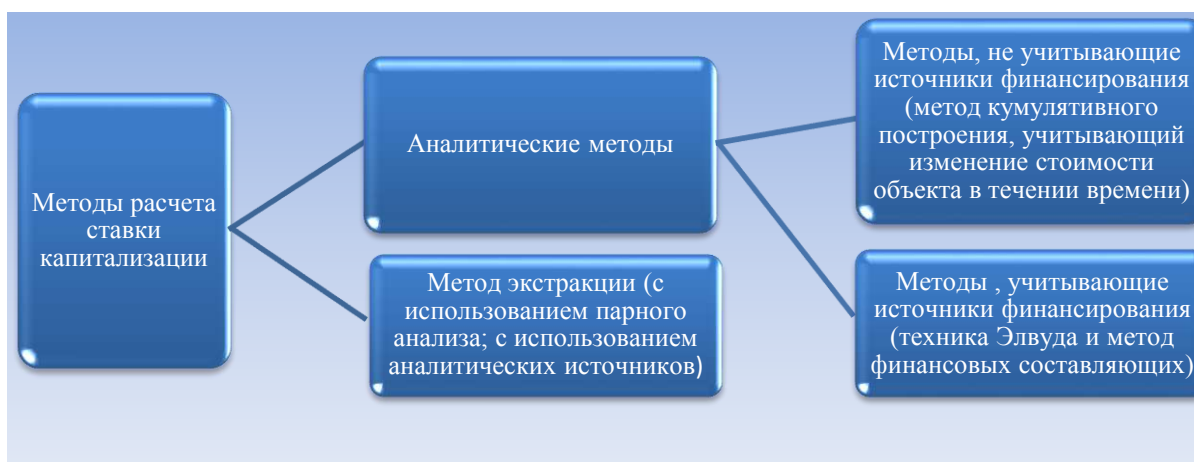 Методы расчета
ставки
капитализации
Аналитические методы
Метод экстракции (с
использованием парного
анализа; с использованием
аналитических источников)
Методы, не учитывающие
источники финансирования
(метод кумулятивного
построения, учитывающий
изменение стоимости
объекта в течении времени)
Методы , учитывающие
источники финансирования
(техника Элвуда и метод
финансовых составляющих)